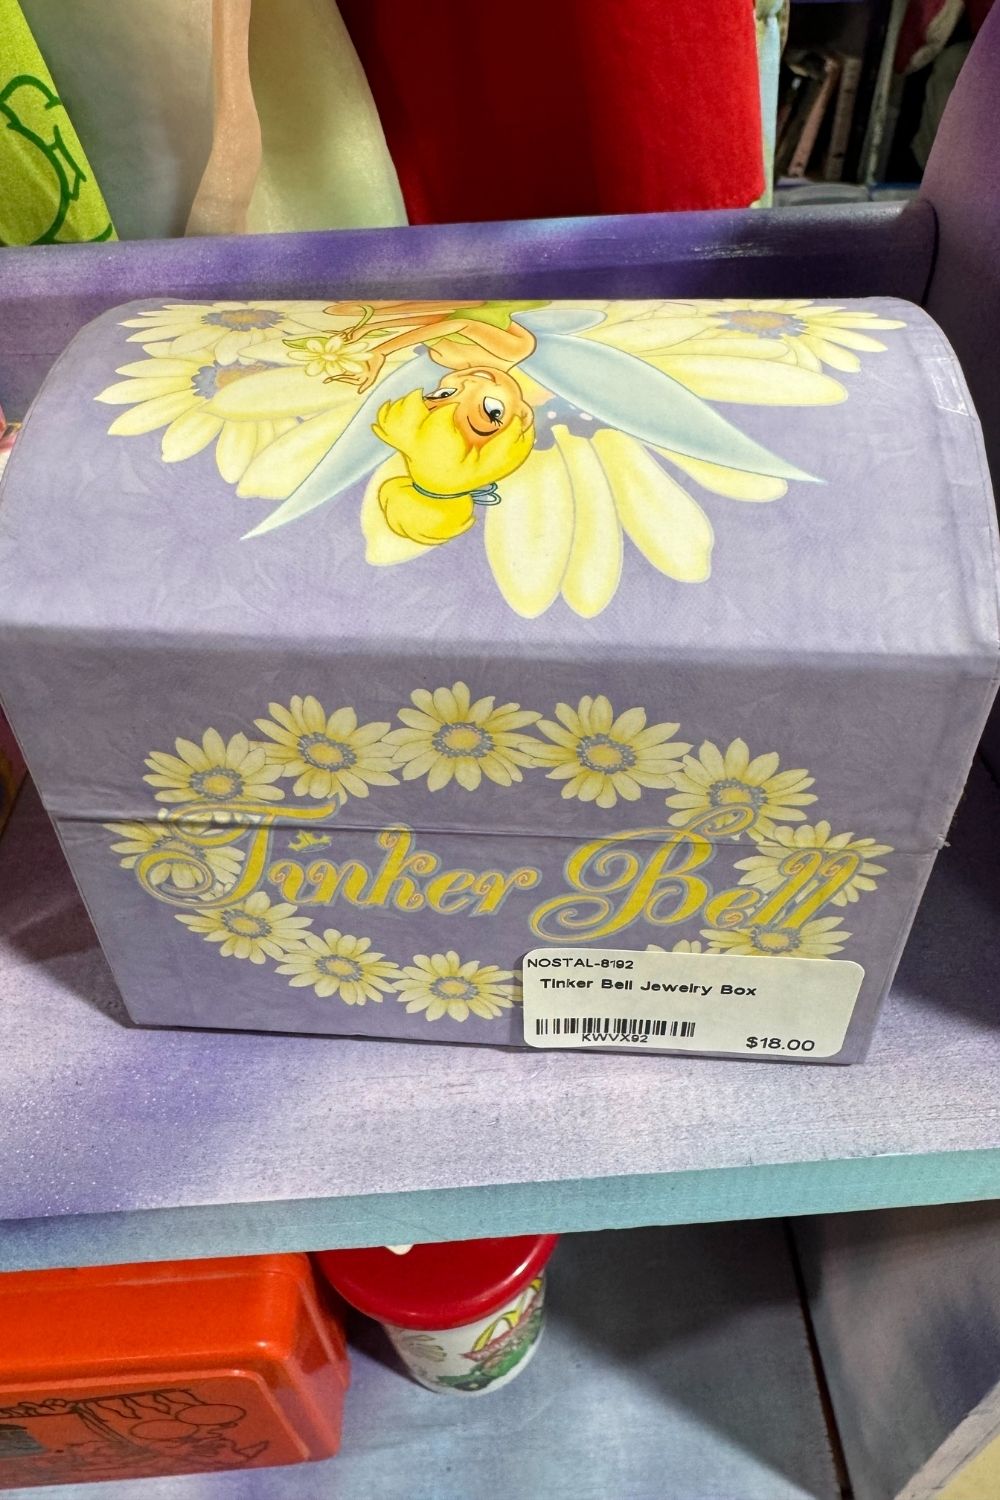 Tinker Bell
NOSTAL-8192
Tinker Bell Jewelry Box
KWVX92
$18.00